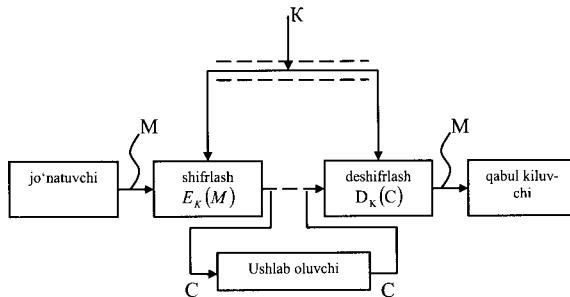 K
M
M
jo‘natuvchi
shifrlash
E_K(M)
deshifrlash
D_K(C)
qabul kiluv-
chi
Ushlab oluvchi
C
C